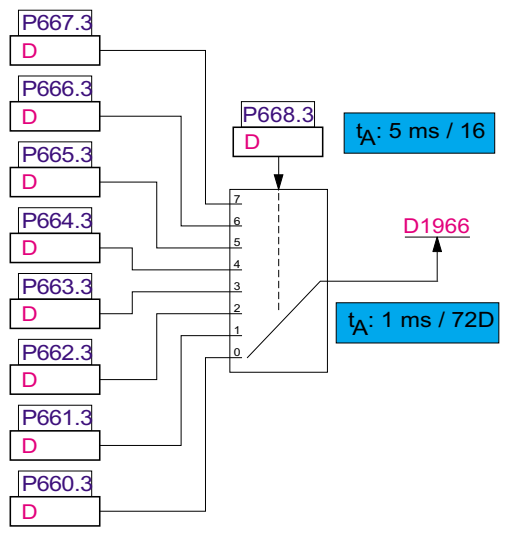 P667.3
D
P666.3
D
P668.3
D
tA: 5 ms / 16
P665.3
D
7
P664.3
D
6
5
D1966
4
P663.3
D
3
2
tA: 1 ms / 72D
P662.3
D
1
0
P661.3
D
P660.3
D